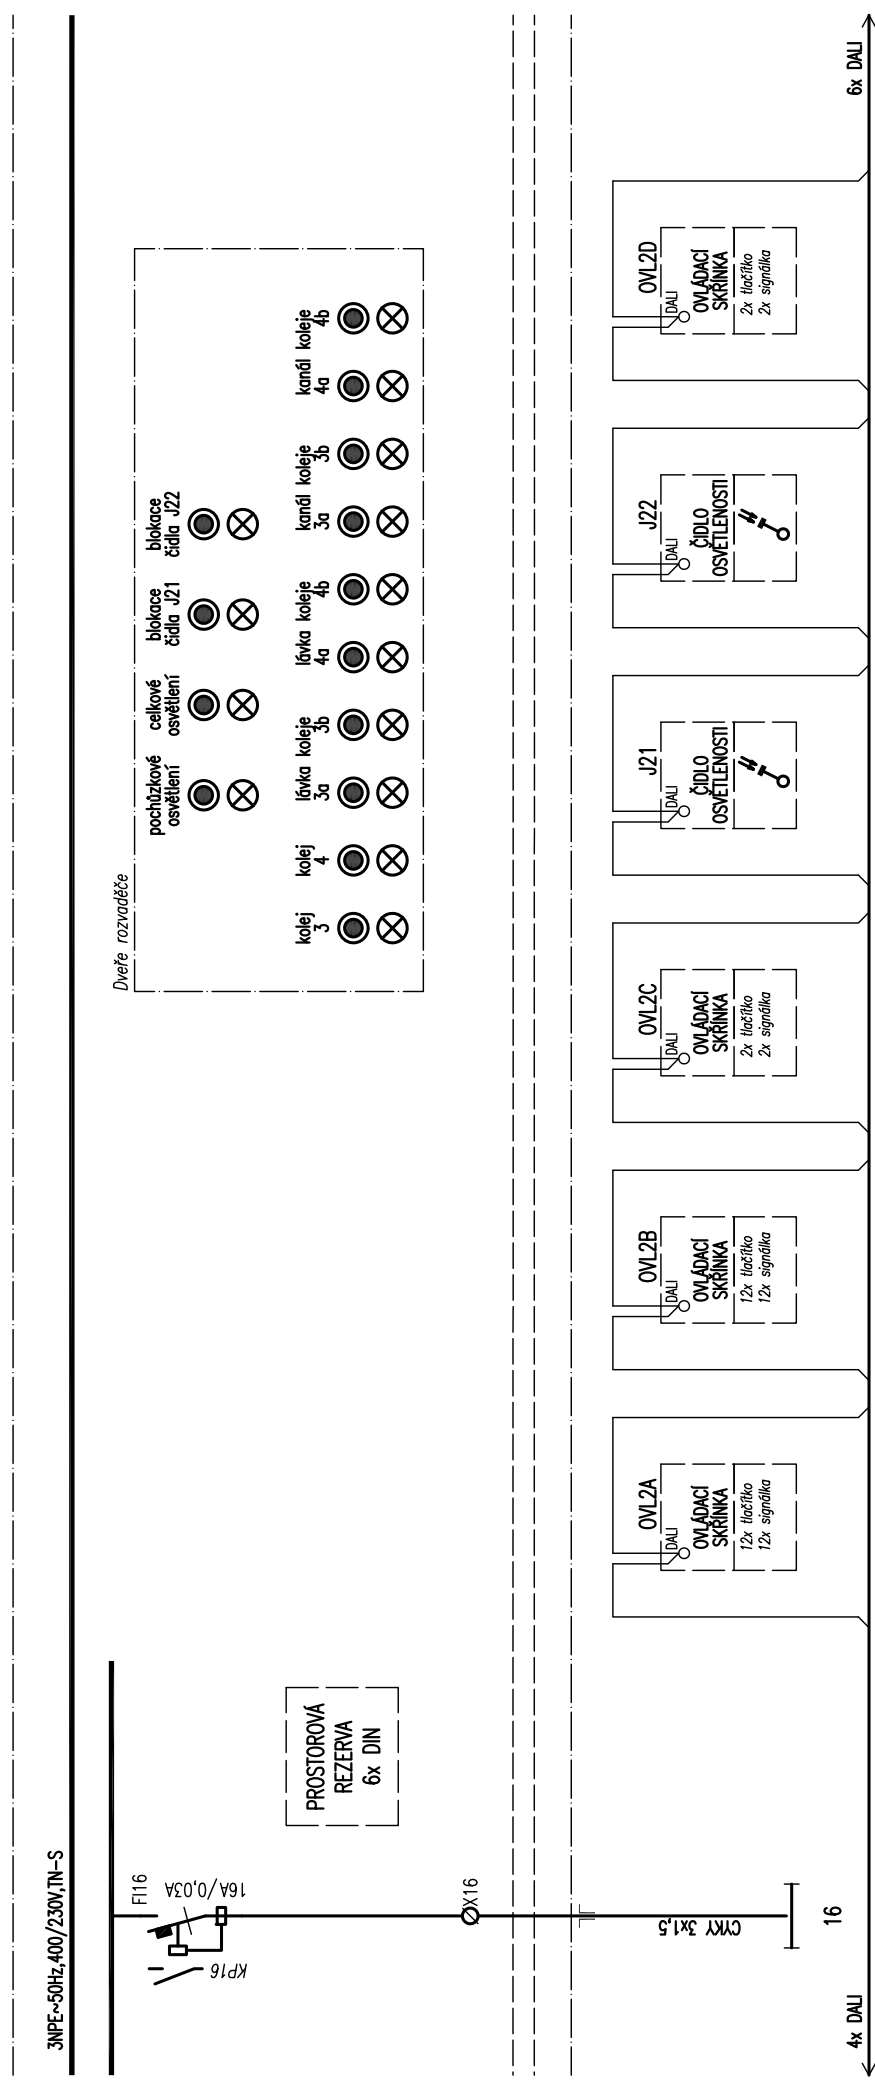 3NPE~50Hz,400/230V,TN-S
FI16
16A/0,03A
KP16
X16
CYKY 3x1,5
16
4x DALI
PROSTOROVÁ
REZERVA
6x DIN
Dveře rozvaděče
pochůzkové
osvětlení
celkové
osvětlení
blokace
čidla J21
blokace
čidla J22
kolej
3
kolej
4
lávka koleje
3a
3b
lávka koleje
4a
4b
kanál koleje
3a
3b
kanál koleje
4a
4b
OVL2A
DALI
OVLÁDACÍ
SKŘÍNKA
12x tlačítko
12x signálka
OVL2B
DALI
OVLÁDACÍ
SKŘÍNKA
12x tlačítko
12x signálka
OVL2C
DALI
OVLÁDACÍ
SKŘÍNKA
2x tlačítko
2x signálka
J21
DALI
ČIDLO
OSVĚTLENOSTI
J22
DALI
ČIDLO
OSVĚTLENOSTI
OVL2D
DALI
OVLÁDACÍ
SKŘÍNKA
2x tlačítko
2x signálka
6x DALI